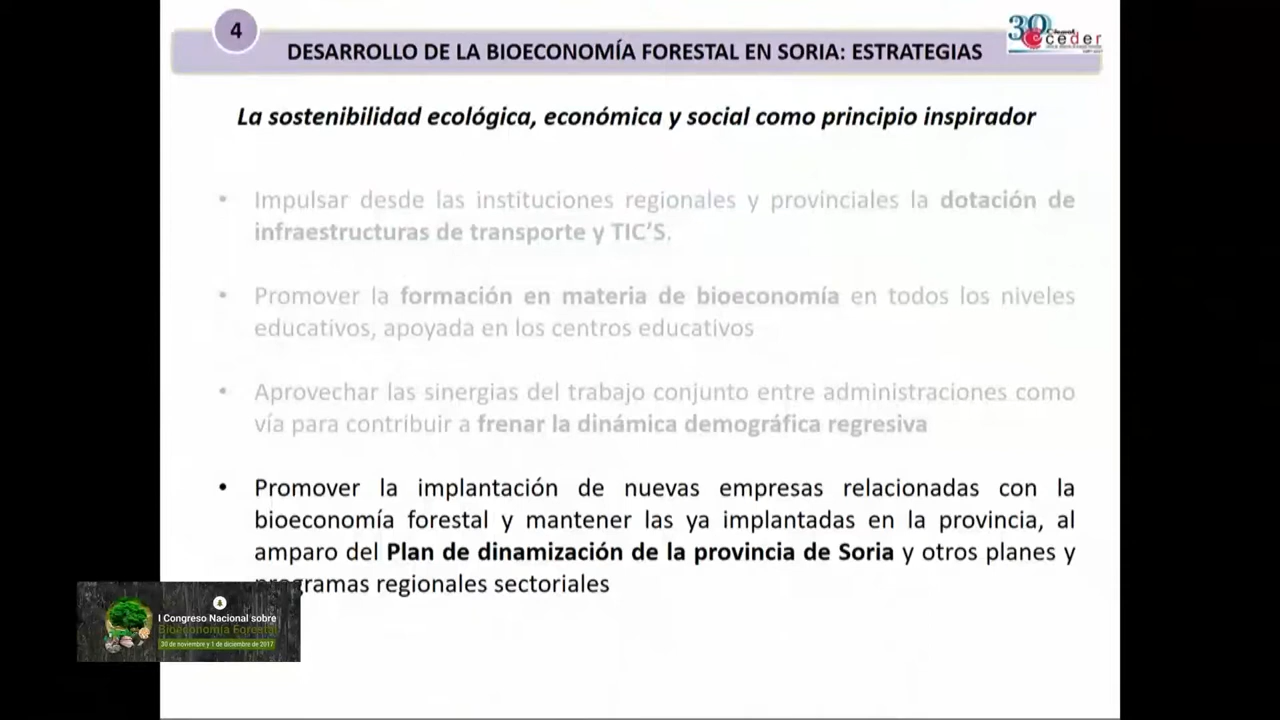 4
DESARROLLO DE LA BIOECONOMÍA FORESTAL EN SORIA: ESTRATEGIAS
30
ceder
La sostenibilidad ecológica, económica y social como principio inspirador
• Impulsar desde las instituciones regionales y provinciales la dotación de
infraestructuras de transporte y TIC'S.
• Promover la formación en materia de bioeconomía en todos los niveles
educativos, apoyada en los centros educativos
• Aprovechar las sinergias del trabajo conjunto entre administraciones como
vía para contribuir a frenar la dinámica demográfica regresiva
• Promover la implantación de nuevas empresas relacionadas con la
bioeconomía forestal y mantener las ya implantadas en la provincia, al
amparo del Plan de dinamización de la provincia de Soria y otros planes y
programas regionales sectoriales
I Congreso Nacional sobre
Bioeconomía Forestal
30 de noviembre y 1 de diciembre de 2017